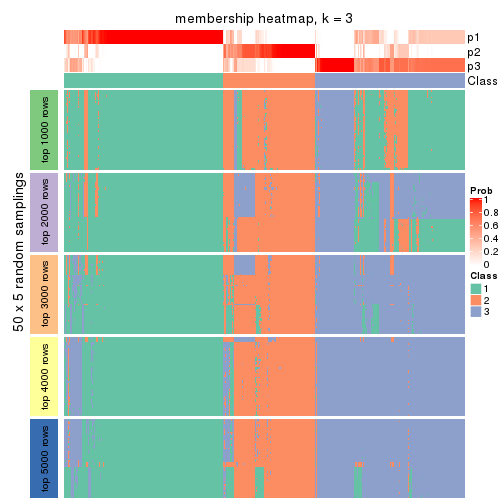 membership heatmap, k = 3
p1
p2
p3
Class
50 x 5 random samplings
top 1000 rows
top 2000 rows
top 3000 rows
top 4000 rows
top 5000 rows
Prob
1
0.8
0.6
0.4
0.2
0
Class
1
2
3